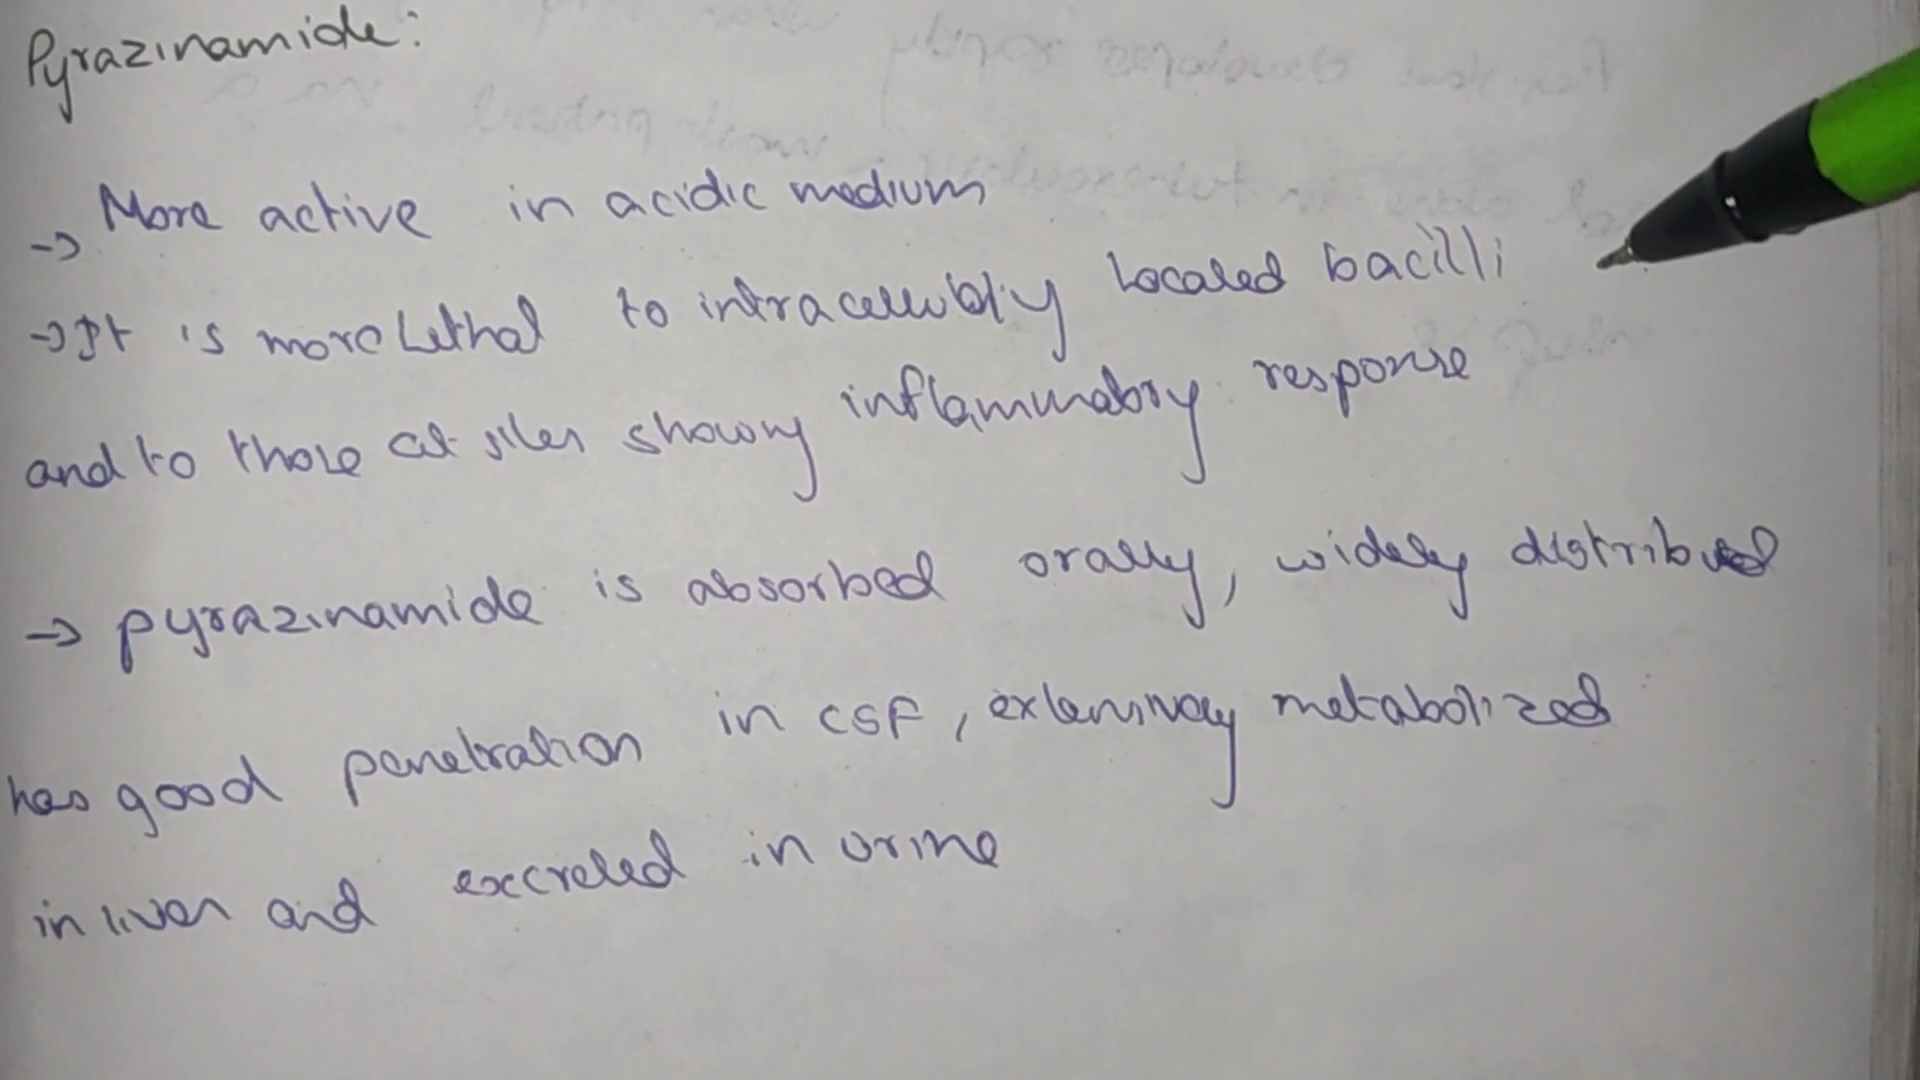 Pyrazinamide:
→ More active in acidic medium
→ It is more Lethal to intracellularly Located bacilli
and to those at sites showing inflammatory response
→ pyrazinamide is absorbed orally, widely distributed
has good penetration in CSF, extensively metabolized
in liver and excreted in urine